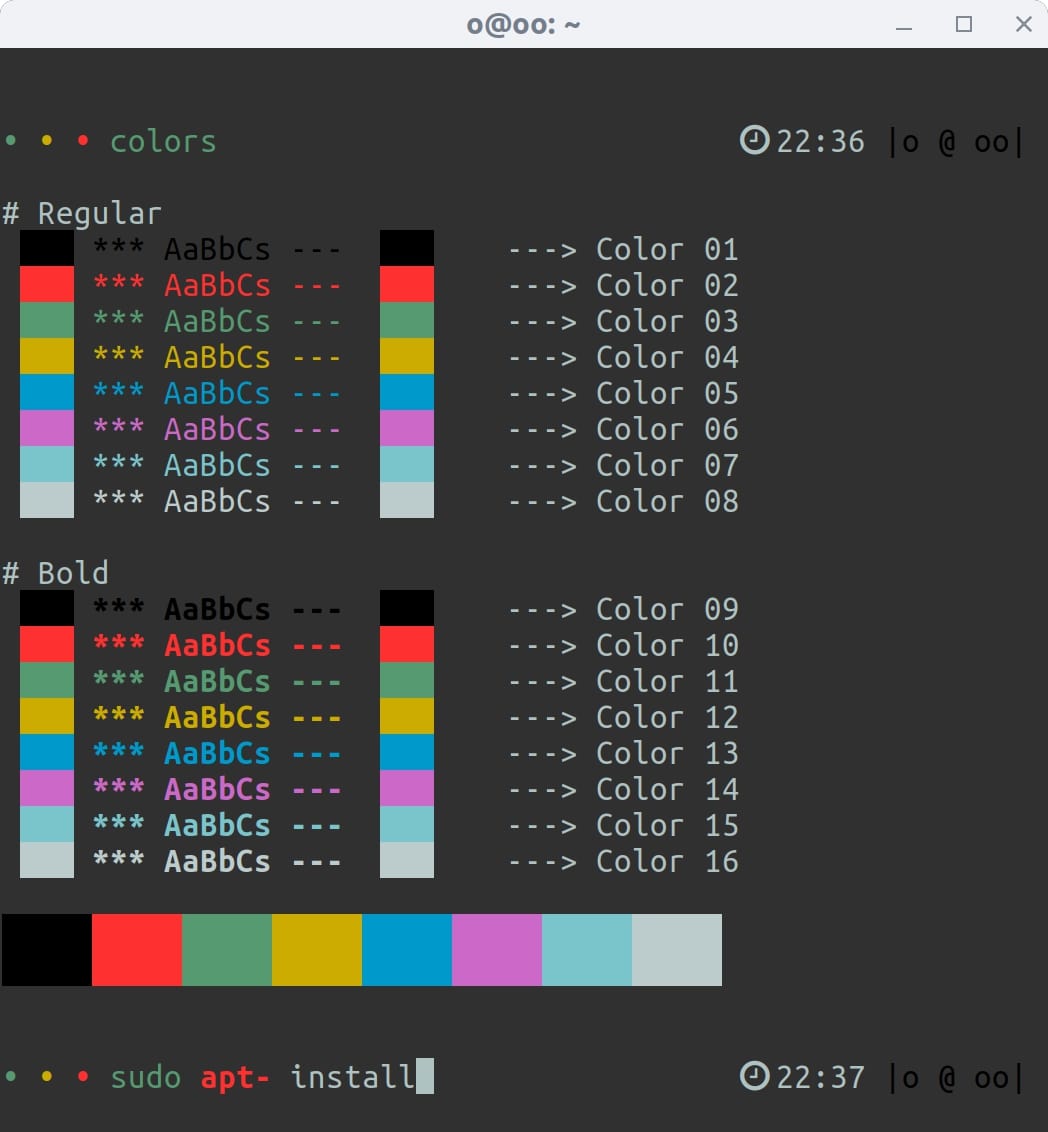 o@oo: ~
• • • colors 22:36 |o @ oo|
# Regular
*** AaBbCs --- ---> Color 01
*** AaBbCs --- ---> Color 02
*** AaBbCs --- ---> Color 03
*** AaBbCs --- ---> Color 04
*** AaBbCs --- ---> Color 05
*** AaBbCs --- ---> Color 06
*** AaBbCs --- ---> Color 07
*** AaBbCs --- ---> Color 08
# Bold
*** AaBbCs --- ---> Color 09
*** AaBbCs --- ---> Color 10
*** AaBbCs --- ---> Color 11
*** AaBbCs --- ---> Color 12
*** AaBbCs --- ---> Color 13
*** AaBbCs --- ---> Color 14
*** AaBbCs --- ---> Color 15
*** AaBbCs --- ---> Color 16
• • • sudo apt- install 22:37 |o @ oo|